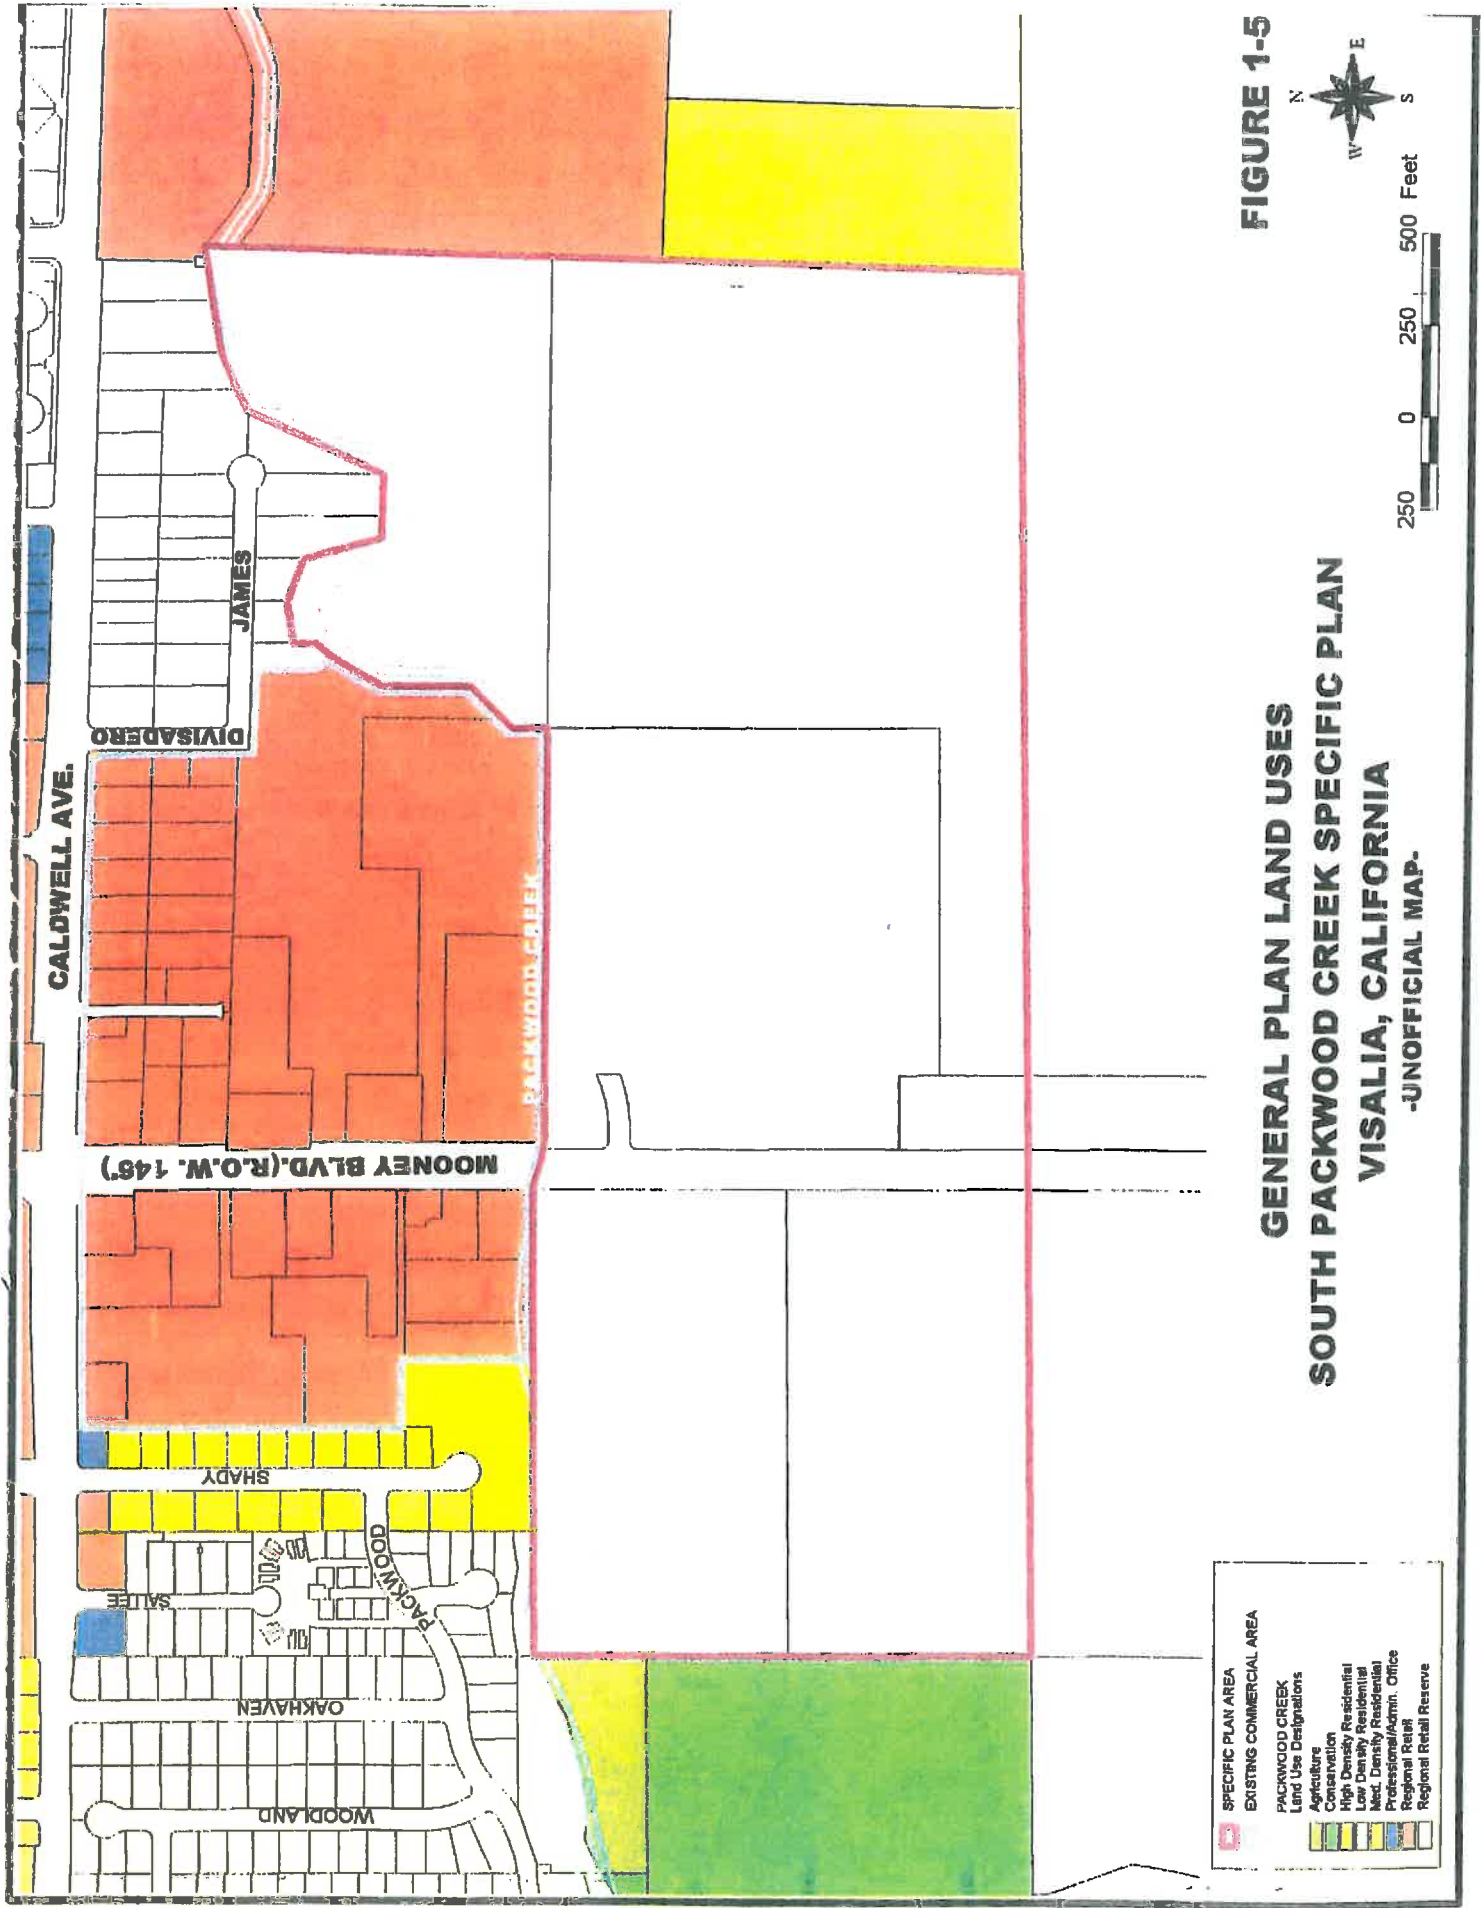 CALDWELL AVE.
DIVISADERO
JAMES
MOONEY BLVD.(R.O.W. 146')
PACKWOOD CREEK
SHADY
SALLEE
PACKWOOD
OAKHAVEN
WOODLAND
SPECIFIC PLAN AREA
EXISTING COMMERCIAL AREA
PACKWOOD CREEK
Land Use Designations
Agriculture
Conservation
High Density Residential
Low Density Residential
Med. Density Residential
Professional/Admin. Office
Regional Retail
Regional Retail Reserve
GENERAL PLAN LAND USES
SOUTH PACKWOOD CREEK SPECIFIC PLAN
VISALIA, CALIFORNIA
-UNOFFICIAL MAP-
250 0 250 500 Feet
FIGURE 1-5
N
W E
S